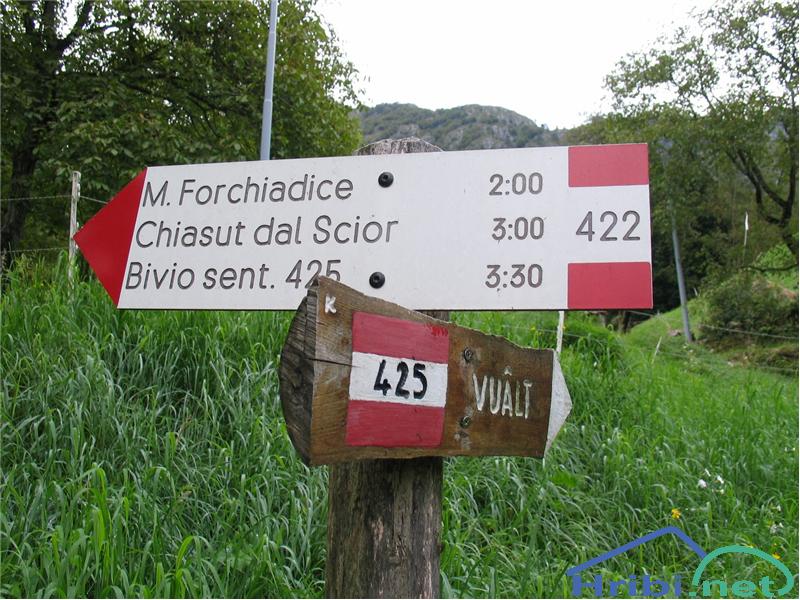 M. Forchiadice 2:00
Chiasut dal Scior 3:00
Bivio sent. 425 3:30
422
K
425 VUÂLT
Hribi.net